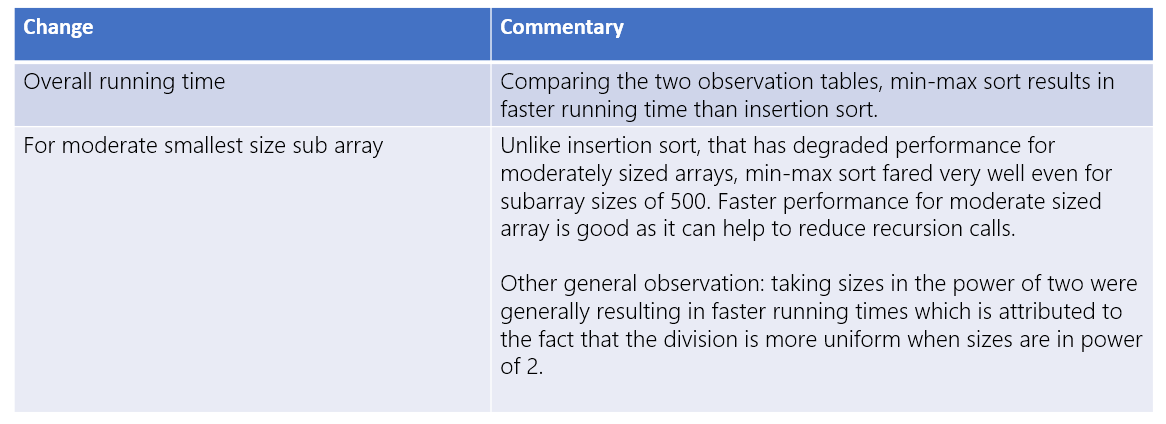 Change
Commentary
Overall running time
Comparing the two observation tables, min-max sort results in
faster running time than insertion sort.
For moderate smallest size sub array
Unlike insertion sort, that has degraded performance for
moderately sized arrays, min-max sort fared very well even for
subarray sizes of 500. Faster performance for moderate sized
array is good as it can help to reduce recursion calls.
Other general observation: taking sizes in the power of two were
generally resulting in faster running times which is attributed to
the fact that the division is more uniform when sizes are in power
of 2.